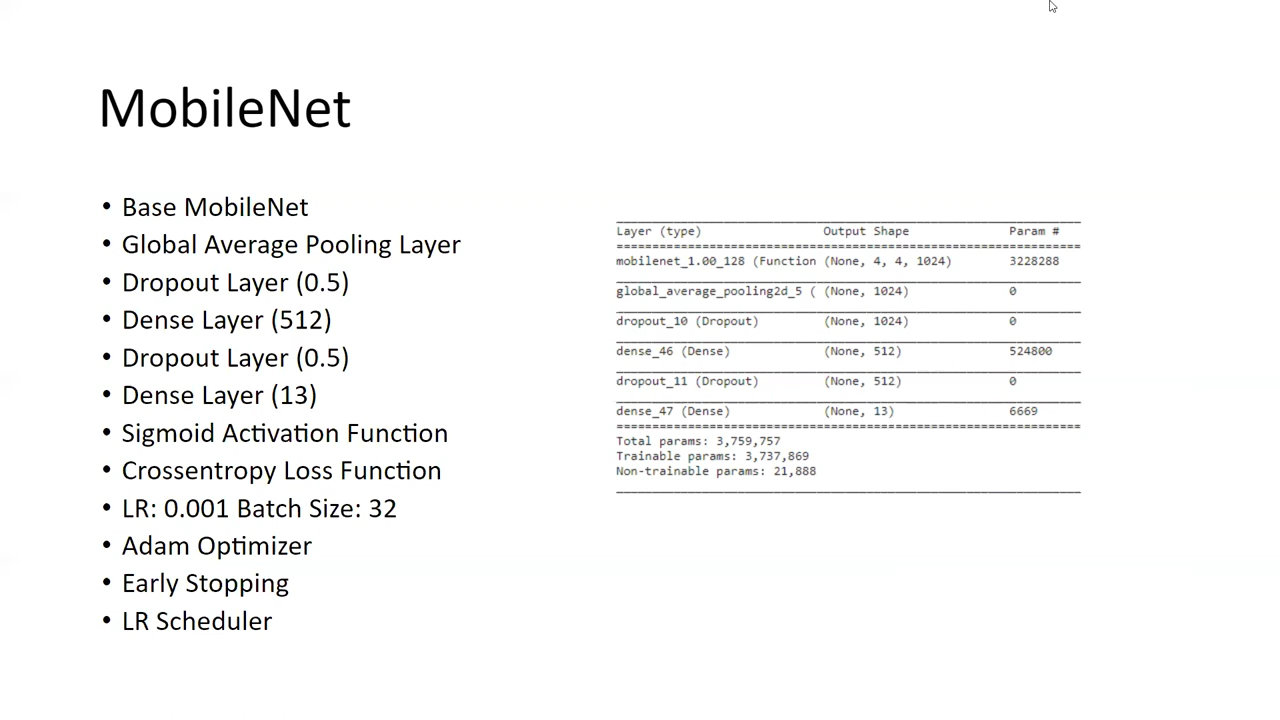 MobileNet
• Base MobileNet
• Global Average Pooling Layer
• Dropout Layer (0.5)
• Dense Layer (512)
• Dropout Layer (0.5)
• Dense Layer (13)
• Sigmoid Activation Function
• Crossentropy Loss Function
• LR: 0.001 Batch Size: 32
• Adam Optimizer
• Early Stopping
• LR Scheduler
Layer (type) Output Shape Param #
mobilenet_1.00_128 (Function (None, 4, 4, 1024) 3228288
global_average_pooling2d_5 ( (None, 1024) 0
dropout_10 (Dropout) (None, 1024) 0
dense_46 (Dense) (None, 512) 524800
dropout_11 (Dropout) (None, 512) 0
dense_47 (Dense) (None, 13) 6669
Total params: 3,759,757
Trainable params: 3,737,869
Non-trainable params: 21,888